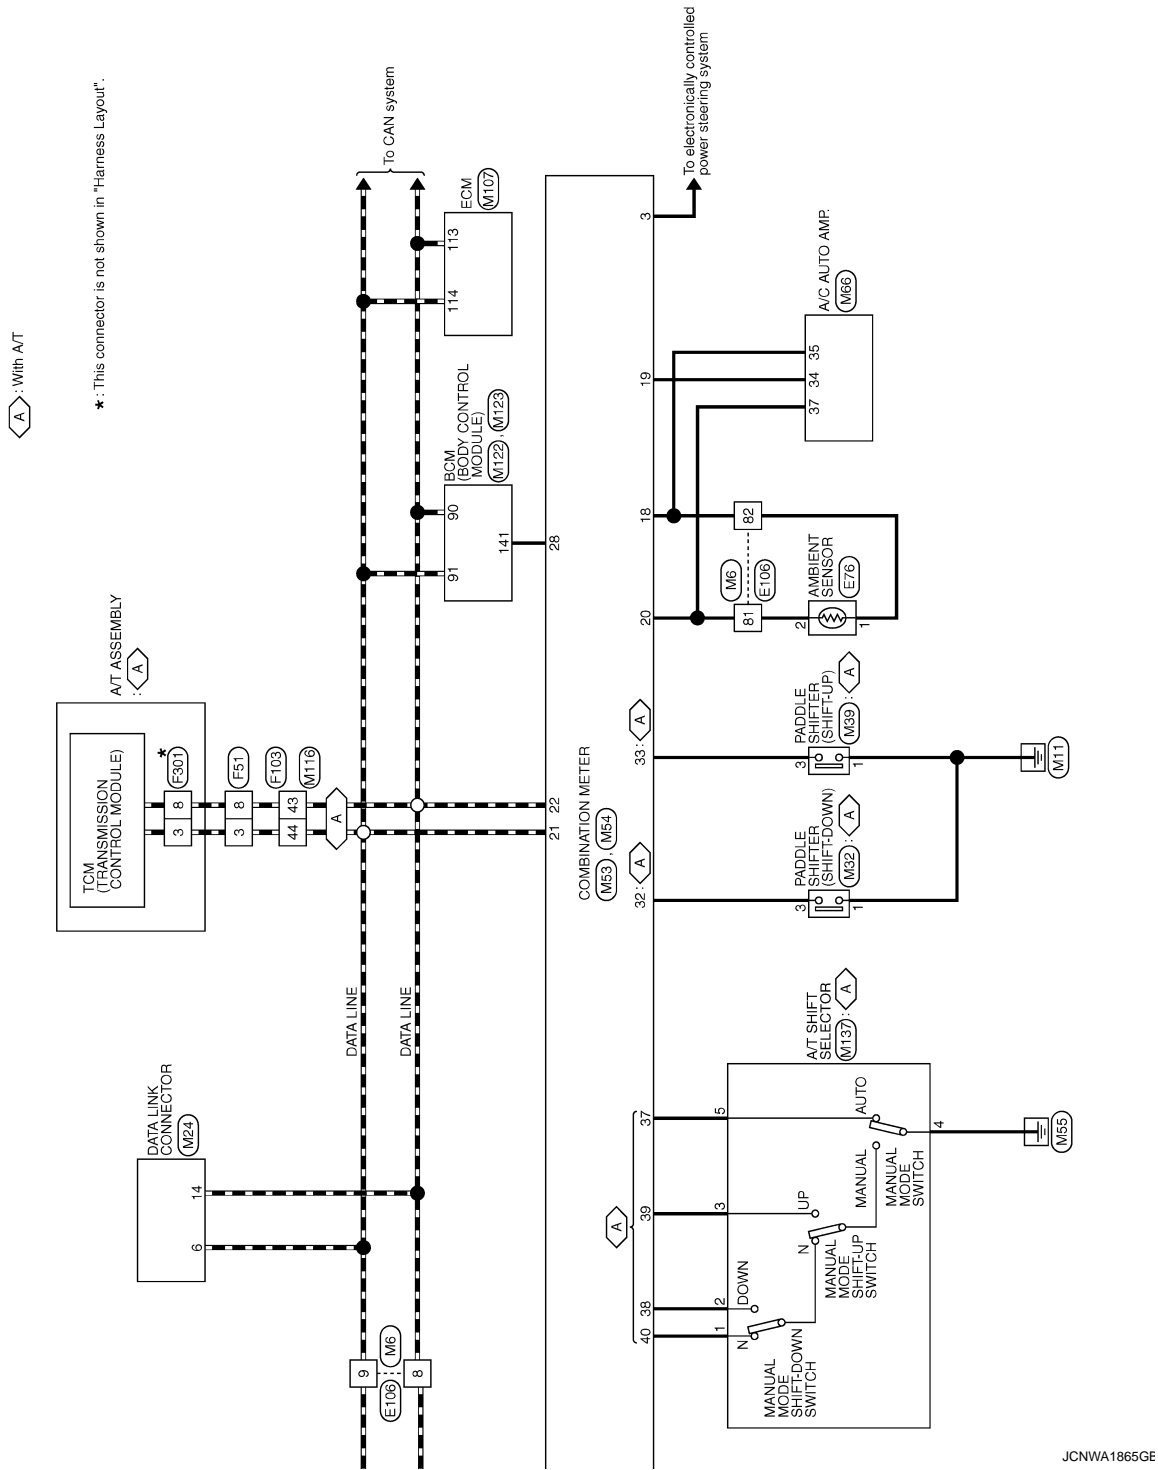 A : With A/T
* : This connector is not shown in "Harness Layout".
A/T ASSEMBLY
: A
TCM
(TRANSMISSION
CONTROL MODULE)
3
8
*
F301
3
8
F51
44
43
F103
M116
A
DATA LINK
CONNECTOR
M24
6
14
9
8
M6
E106
DATA LINE
DATA LINE
To CAN system
BCM
(BODY CONTROL
MODULE)
M122 , M123
91
90
141
ECM
M107
114
113
21
22
28
COMBINATION METER
M53 , M54
40
38
39
37
A
32 : A
33 : A
20
18
19
3
To electronically controlled
power steering system
A/T SHIFT
SELECTOR
M137 : A
1
2
3
5
N
DOWN
MANUAL
MODE
SHIFT-DOWN
SWITCH
N
UP
MANUAL
MODE
SHIFT-UP
SWITCH
MANUAL
AUTO
MANUAL
MODE
SWITCH
4
M55
PADDLE
SHIFTER
(SHIFT-DOWN)
M32 : A
3
1
PADDLE
SHIFTER
(SHIFT-UP)
M39 : A
3
1
M11
81
82
M6
E106
AMBIENT
SENSOR
E76
2
1
A/C AUTO AMP.
M66
37
34
35
JCNWA1865GB